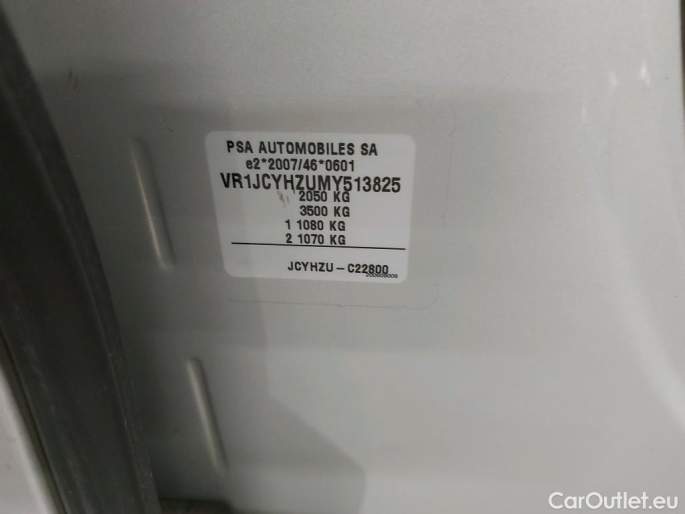 PSA AUTOMOBILES SA
e2*2007/46*0601
VR1JCYHZUMY513825
2050 KG
3500 KG
1 1080 KG
2 1070 KG
JCYHZU - C22800
CarOutlet.eu